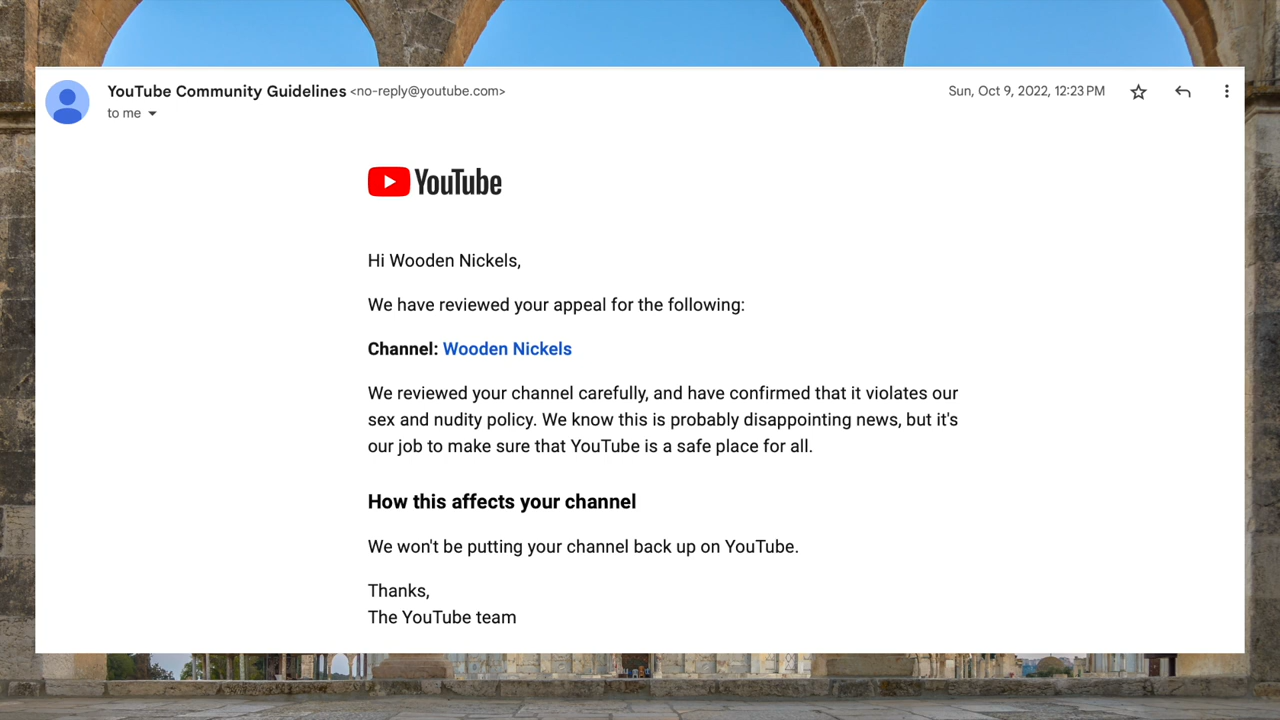 YouTube Community Guidelines <no-reply@youtube.com>
Sun, Oct 9, 2022, 12:23 PM
to me
YouTube
Hi Wooden Nickels,
We have reviewed your appeal for the following:
Channel: Wooden Nickels
We reviewed your channel carefully, and have confirmed that it violates our
sex and nudity policy. We know this is probably disappointing news, but it's
our job to make sure that YouTube is a safe place for all.
How this affects your channel
We won't be putting your channel back up on YouTube.
Thanks,
The YouTube team